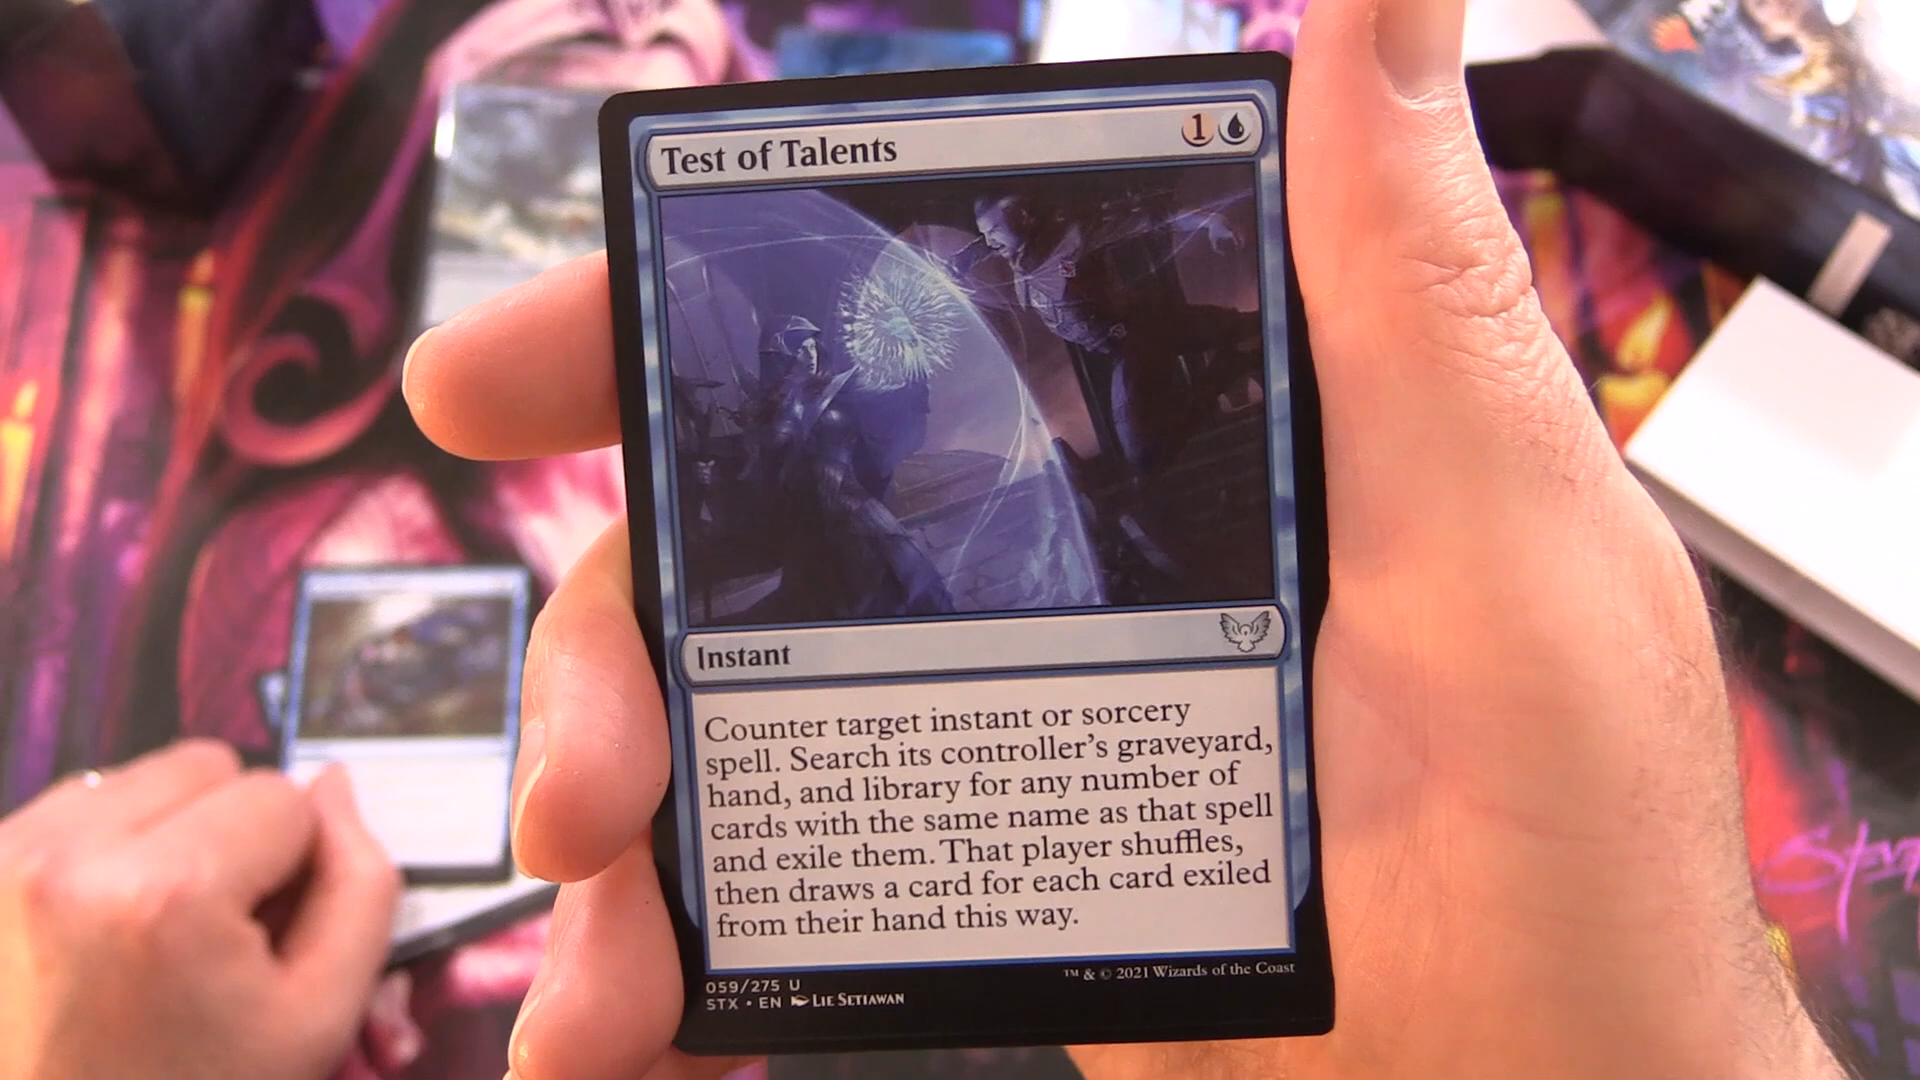 Test of Talents 1
Instant
Counter target instant or sorcery
spell. Search its controller's graveyard,
hand, and library for any number of
cards with the same name as that spell
and exile them. That player shuffles,
then draws a card for each card exiled
from their hand this way.
059/275 U
STX • EN Lie Setiawan
™ & © 2021 Wizards of the Coast